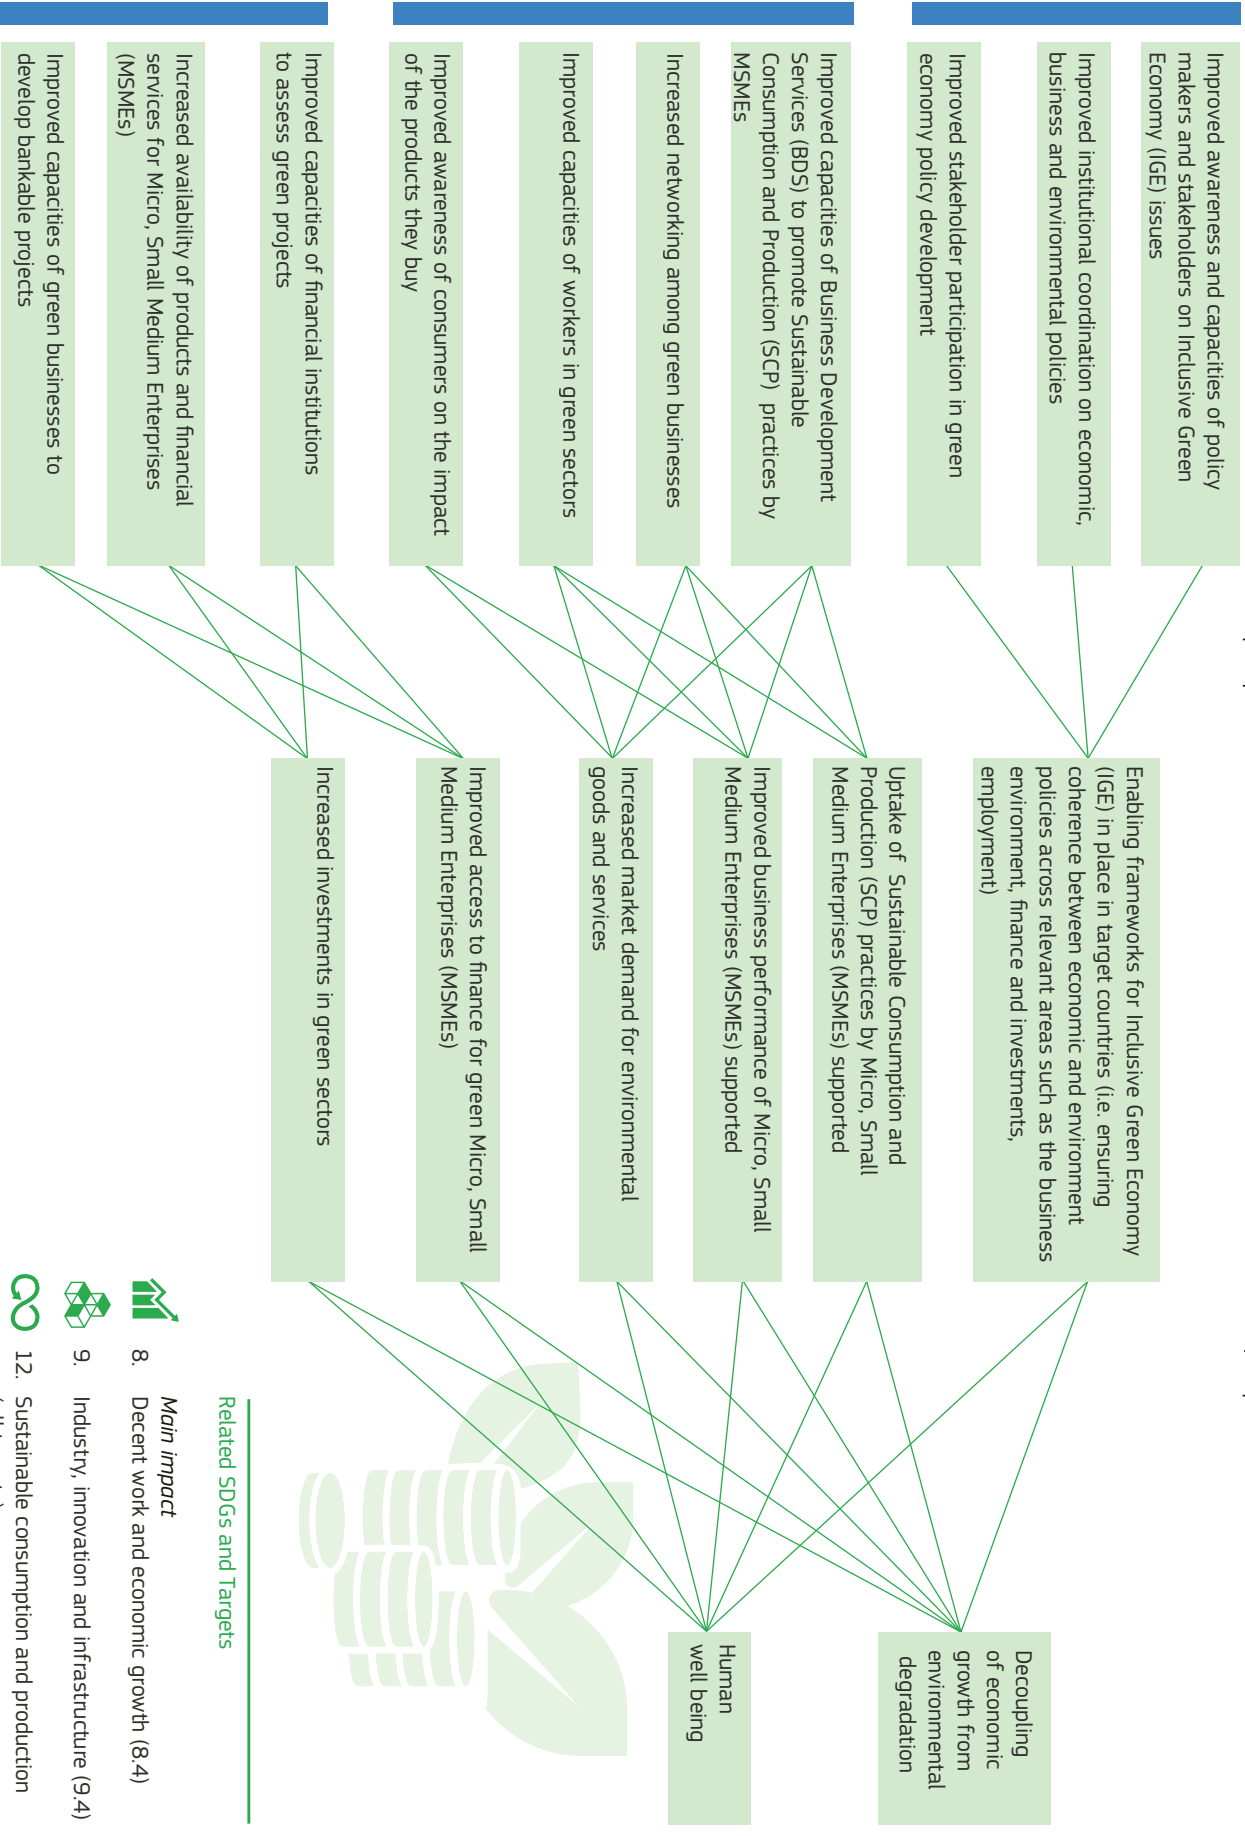 Improved awareness and capacities of policy
makers and stakeholders on Inclusive Green
Economy (IGE) issues
Improved institutional coordination on economic,
business and environmental policies
Improved stakeholder participation in green
economy policy development
Improved capacities of Business Development
Services (BDS) to promote Sustainable
Consumption and Production (SCP) practices by
MSMEs
Increased networking among green businesses
Improved capacities of workers in green sectors
Improved awareness of consumers on the impact
of the products they buy
Improved capacities of financial institutions
to assess green projects
Increased availability of products and financial
services for Micro, Small Medium Enterprises
(MSMEs)
Improved capacities of green businesses to
develop bankable projects
Enabling frameworks for Inclusive Green Economy
(IGE) in place in target countries (i.e. ensuring
coherence between economic and environment
policies across relevant areas such as the business
environment, finance and investments,
employment)
Uptake of Sustainable Consumption and
Production (SCP) practices by Micro, Small
Medium Enterprises (MSMEs) supported
Improved business performance of Micro, Small
Medium Enterprises (MSMEs) supported
Increased market demand for environmental
goods and services
Improved access to finance for green Micro, Small
Medium Enterprises (MSMEs)
Increased investments in green sectors
Decoupling
of economic
growth from
environmental
degradation
Human
well being
Related SDGs and Targets
Main impact
8. Decent work and economic growth (8.4)
9. Industry, innovation and infrastructure (9.4)
12. Sustainable consumption and production